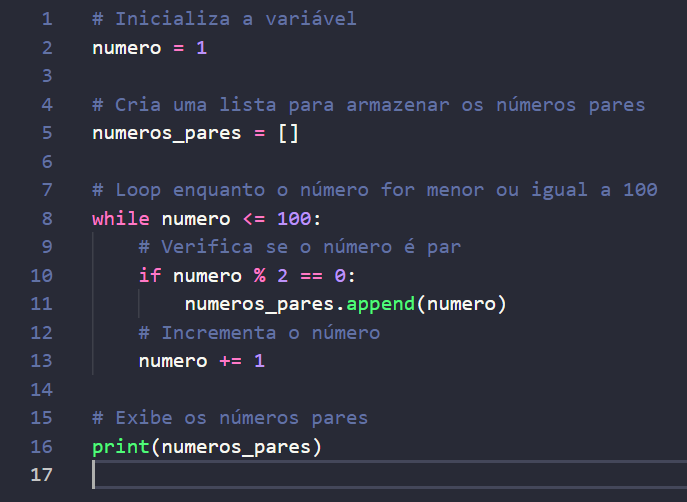 1 # Inicializa a variável
2 numero = 1
3
4 # Cria uma lista para armazenar os números pares
5 numeros_pares = []
6
7 # Loop enquanto o número for menor ou igual a 100
8 while numero <= 100:
9     # Verifica se o número é par
10     if numero % 2 == 0:
11         numeros_pares.append(numero)
12     # Incrementa o número
13     numero += 1
14
15 # Exibe os números pares
16 print(numeros_pares)
17